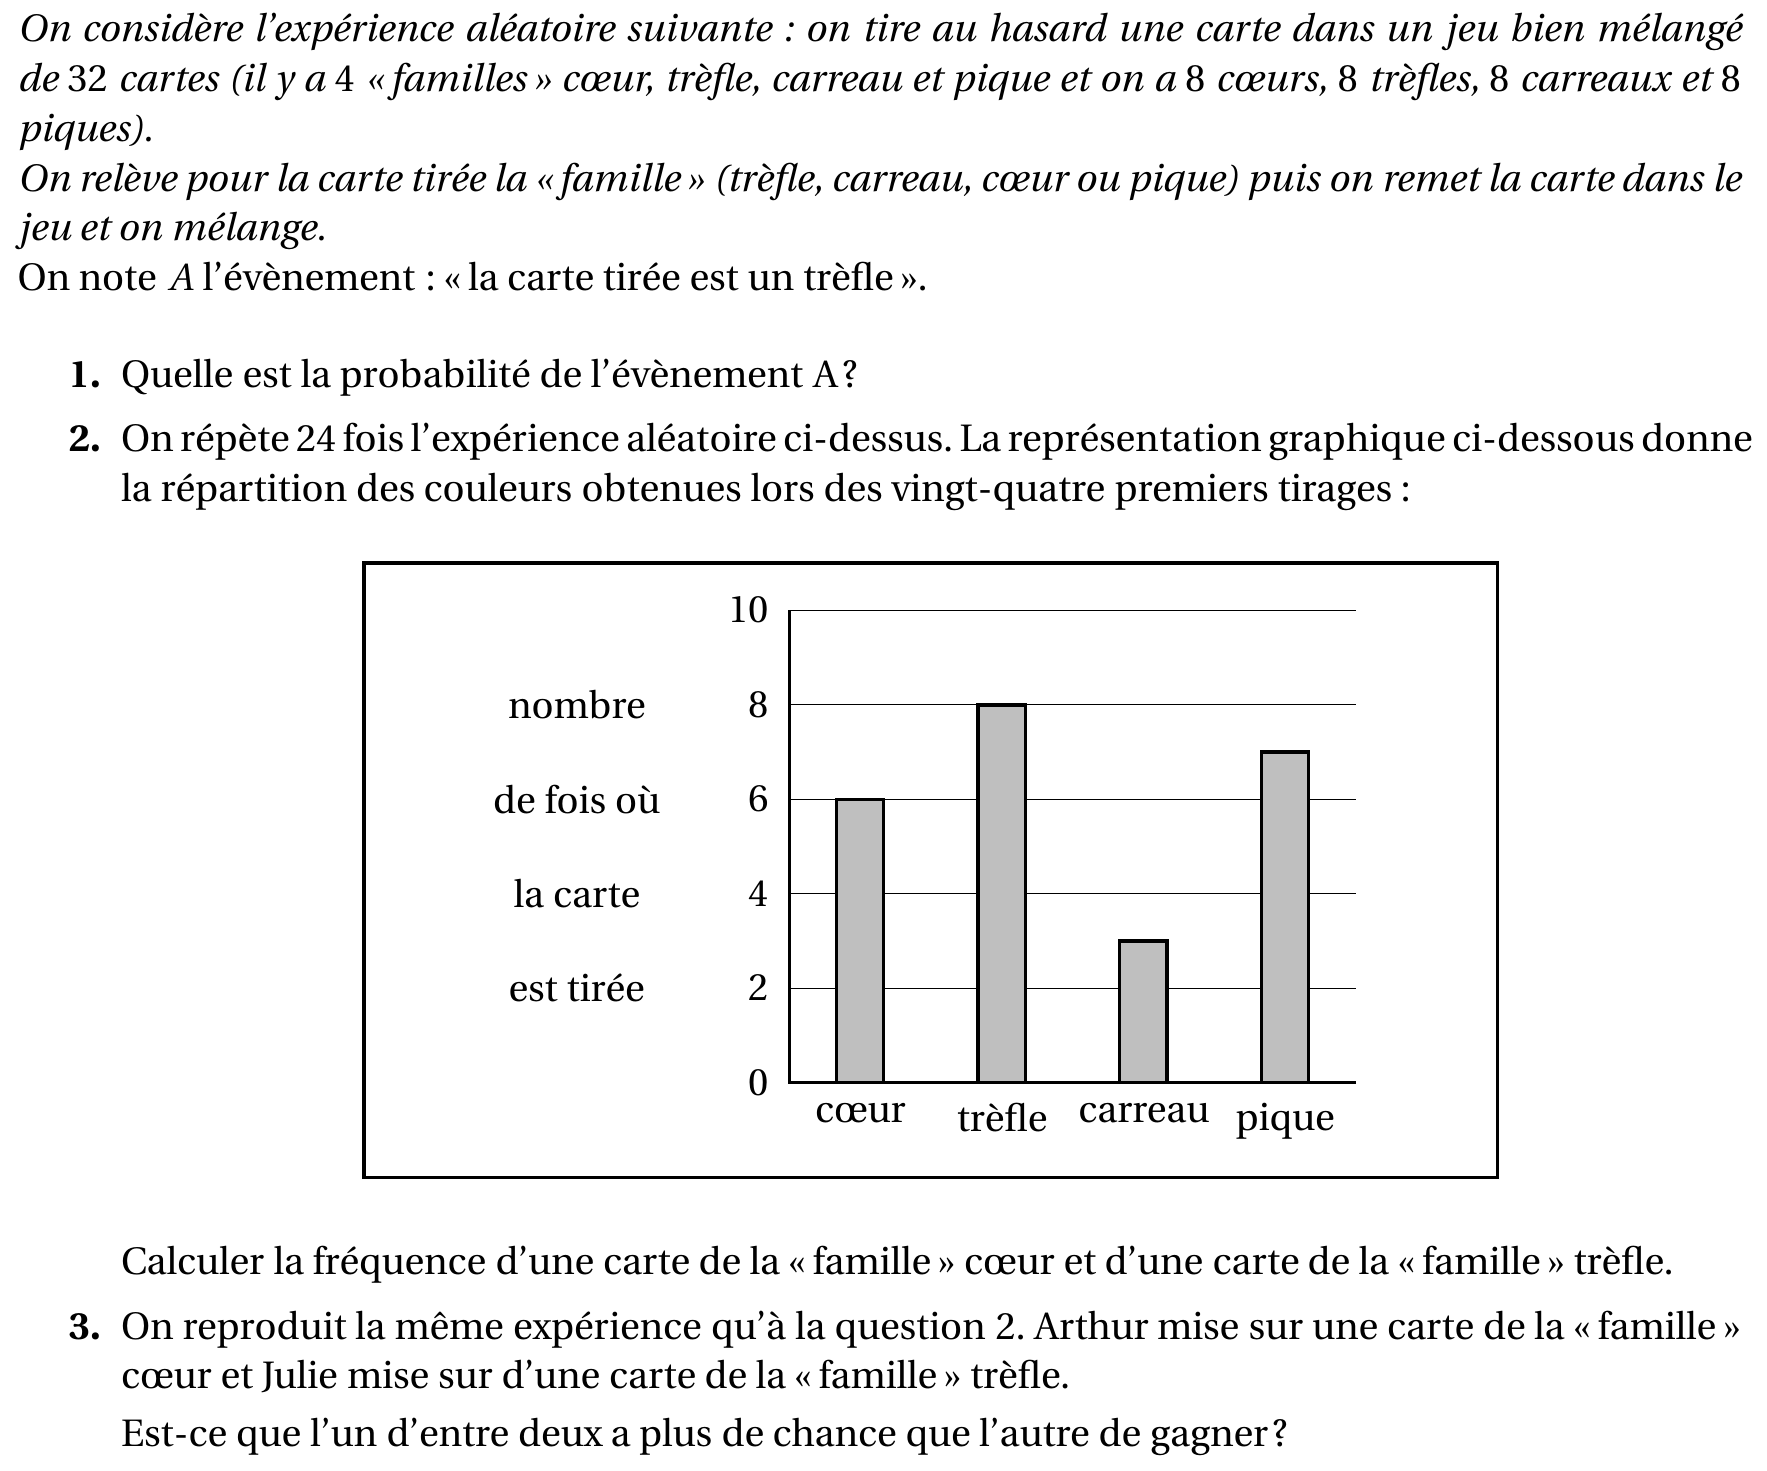 On considère l’expérience aléatoire suivante : on tire au hasard une carte dans un jeu bien mélangé
de 32 cartes (il y a 4 « familles » cœur, trèfle, carreau et pique et on a 8 cœurs, 8 trèfles, 8 carreaux et 8
piques).
On relève pour la carte tirée la « famille » (trèfle, carreau, cœur ou pique) puis on remet la carte dans le
jeu et on mélange.
On note A l’évènement : « la carte tirée est un trèfle ».
1. Quelle est la probabilité de l’évènement A ?
2. On répète 24 fois l’expérience aléatoire ci-dessus. La représentation graphique ci-dessous donne
la répartition des couleurs obtenues lors des vingt-quatre premiers tirages :
10
nombre 8
de fois où 6
la carte 4
est tirée 2
0
cœur trèfle carreau pique
Calculer la fréquence d’une carte de la « famille » cœur et d’une carte de la « famille » trèfle.
3. On reproduit la même expérience qu’à la question 2. Arthur mise sur une carte de la « famille »
cœur et Julie mise sur d’une carte de la « famille » trèfle.
Est-ce que l’un d’entre deux a plus de chance que l’autre de gagner ?